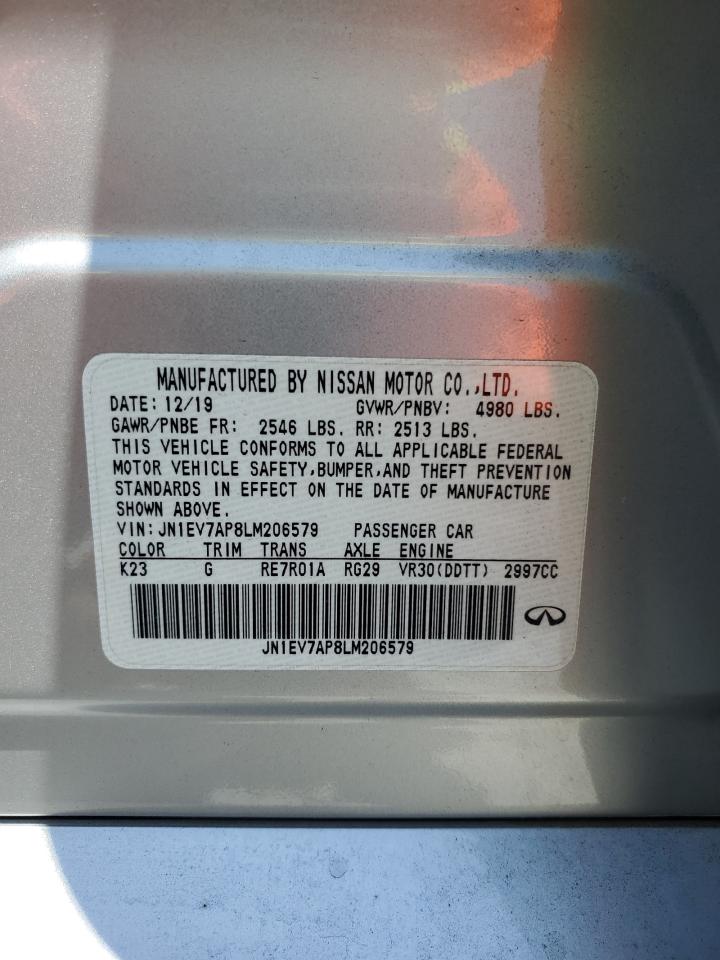 MANUFACTURED BY NISSAN MOTOR CO.,LTD.
DATE: 12/19 GVWR/PNBV: 4980 LBS.
GAWR/PNBE FR: 2546 LBS. RR: 2513 LBS.
THIS VEHICLE CONFORMS TO ALL APPLICABLE FEDERAL
MOTOR VEHICLE SAFETY,BUMPER,AND THEFT PREVENTION
STANDARDS IN EFFECT ON THE DATE OF MANUFACTURE
SHOWN ABOVE.
VIN:JN1EV7AP8LM206579 PASSENGER CAR
COLOR TRIM TRANS AXLE ENGINE
K23 G RE7R01A RG29 VR30(DDTT) 2997CC
JN1EV7AP8LM206579